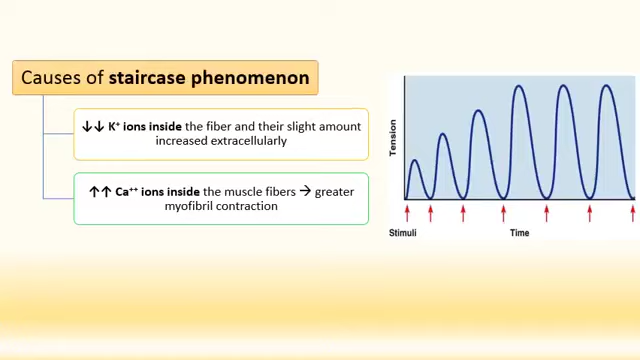 Causes of staircase phenomenon
↓↓ K⁺ ions inside the fiber and their slight amount
increased extracellularly
↑↑ Ca⁺⁺ ions inside the muscle fibers → greater
myofibril contraction
Tension
Stimuli
Time